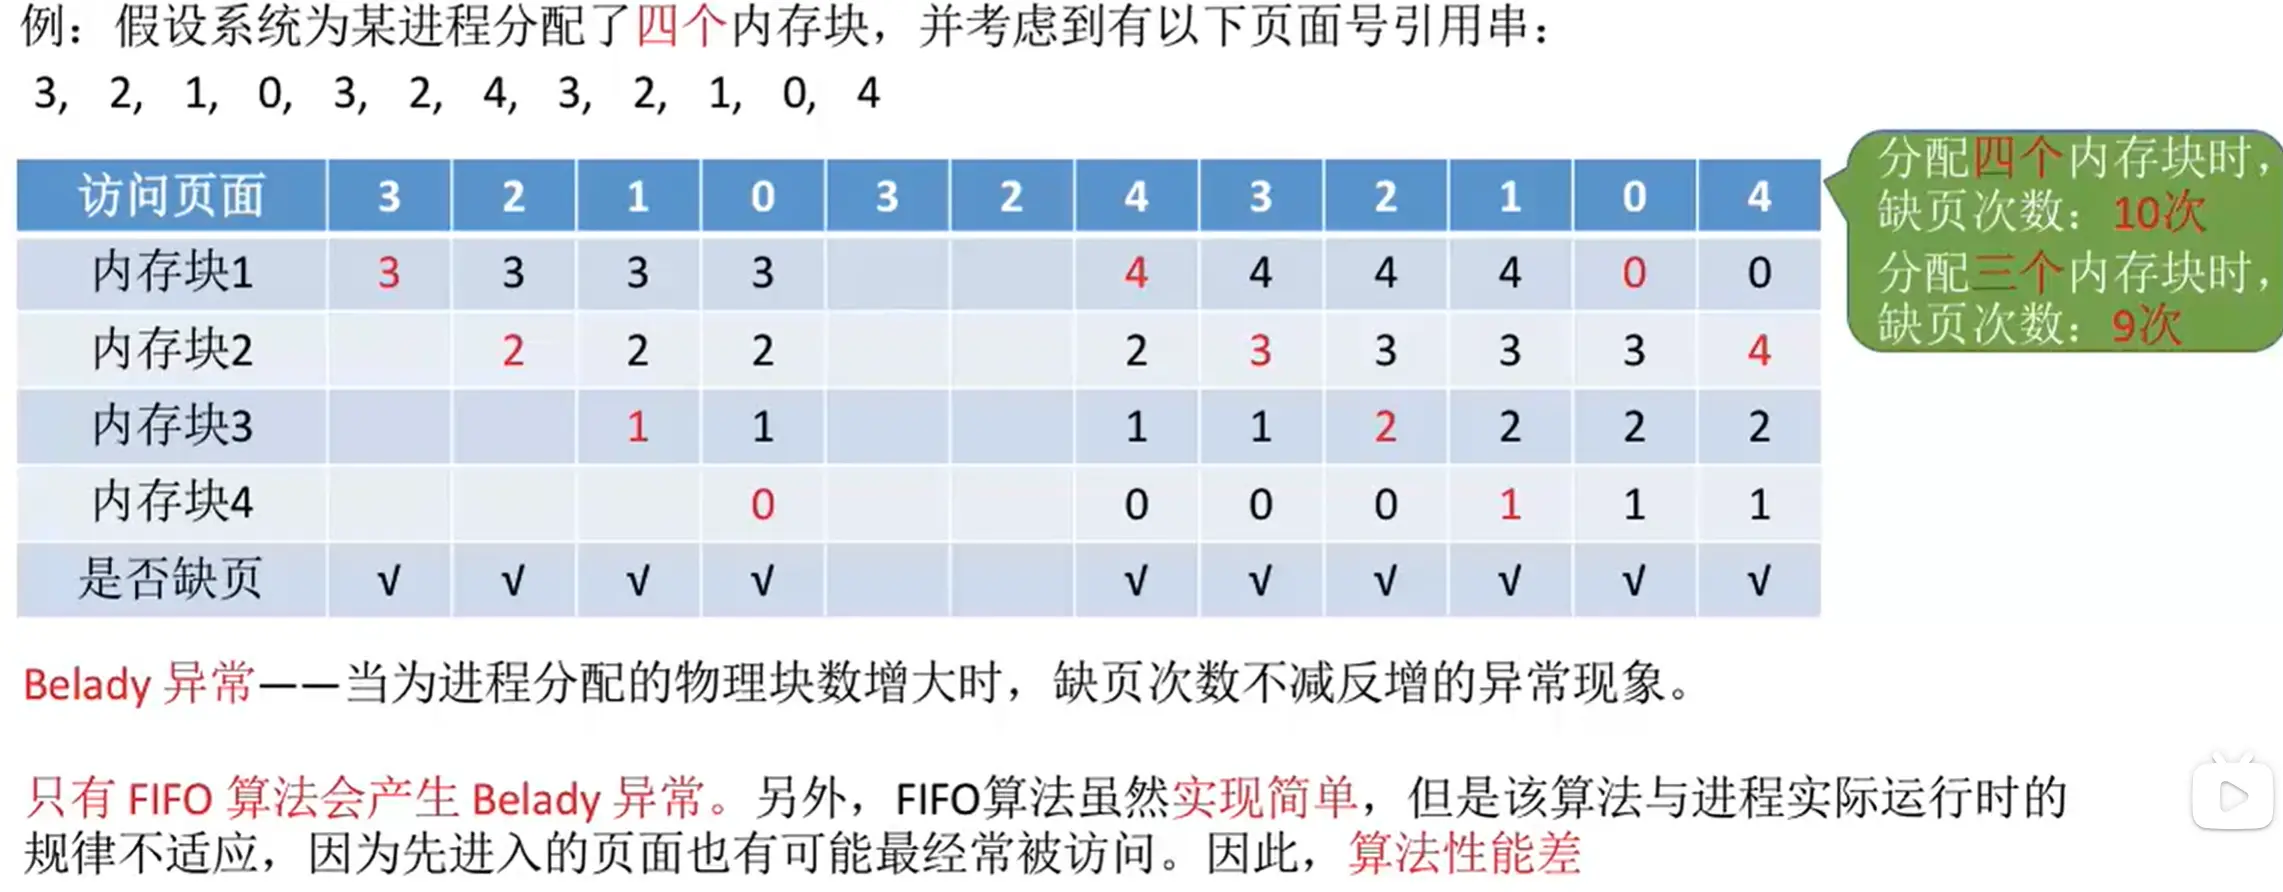 例：假设系统为某进程分配了四个内存块，并考虑到有以下页面号引用串：
3, 2, 1, 0, 3, 2, 4, 3, 2, 1, 0, 4
访问页面 3 2 1 0 3 2 4 3 2 1 0 4
内存块1 3 3 3 3 4 4 4 4 0 0
内存块2 2 2 2 2 3 3 3 3 4
内存块3 1 1 1 1 2 2 2 2
内存块4 0 0 0 0 1 1 1
是否缺页 √ √ √ √ √ √ √ √ √ √
分配四个内存块时，
缺页次数：10次
分配三个内存块时，
缺页次数：9次
Belady 异常——当为进程分配的物理块数增大时，缺页次数不减反增的异常现象。
只有 FIFO 算法会产生 Belady 异常。另外，FIFO算法虽然实现简单，但是该算法与进程实际运行时的
规律不适应，因为先进入的页面也有可能最经常被访问。因此，算法性能差